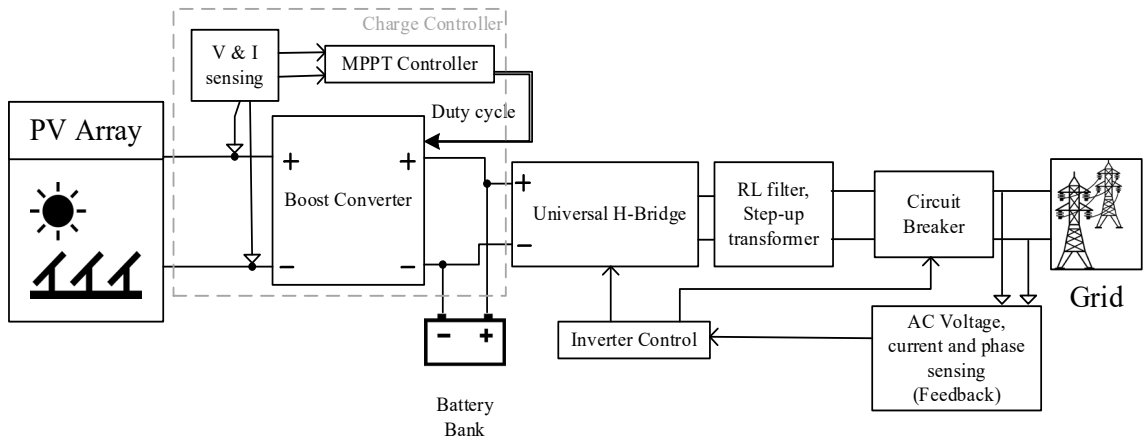 Charge Controller
V & I
sensing
MPPT Controller
Duty cycle
PV Array
+
+
Boost Converter
−
−
+
Universal H-Bridge
−
RL filter,
Step-up
transformer
Circuit
Breaker
Grid
− +
Inverter Control
AC Voltage,
current and phase
sensing
(Feedback)
Battery
Bank